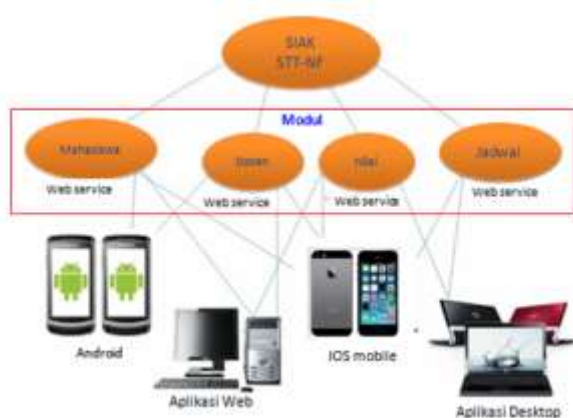 SIAK
STT-NF
Modul
Mahasiswa
Dosen
nilai
Jadwal
Web service
Web service
Web service
Web service
Android
Aplikasi Web
IOS mobile
Aplikasi Desktop